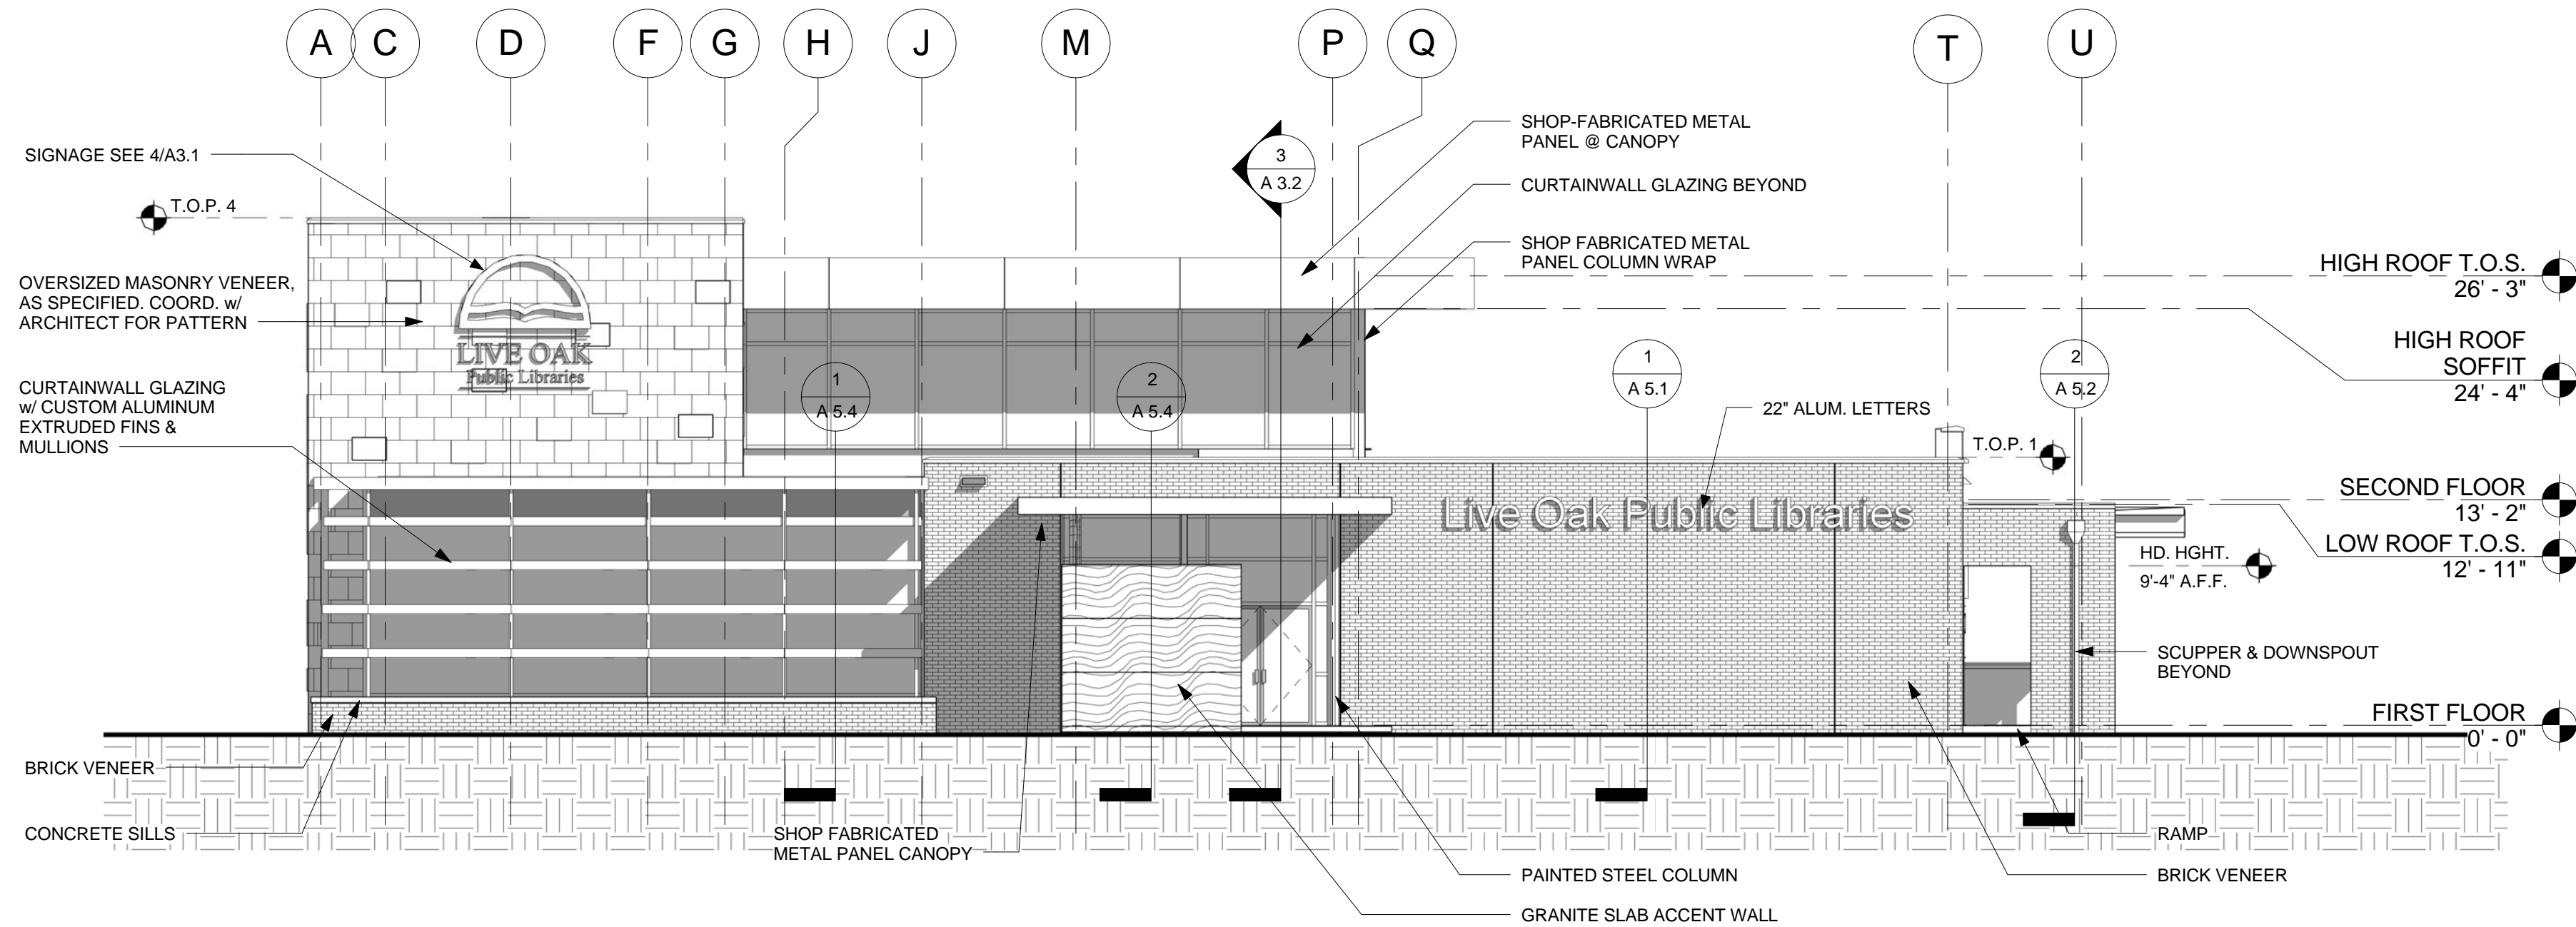 A
C
D
F
G
H
J
M
P
Q
T
U
SIGNAGE SEE 4/A3.1
T.O.P. 4
OVERSIZED MASONRY VENEER,
AS SPECIFIED. COORD. w/
ARCHITECT FOR PATTERN
CURTAINWALL GLAZING
w/ CUSTOM ALUMINUM
EXTRUDED FINS &
MULLIONS
BRICK VENEER
CONCRETE SILLS
LIVE OAK
Public Libraries
1
A 5.4
2
A 5.4
3
A 3.2
SHOP-FABRICATED METAL
PANEL @ CANOPY
CURTAINWALL GLAZING BEYOND
SHOP FABRICATED METAL
PANEL COLUMN WRAP
1
A 5.1
2
A 5.2
22" ALUM. LETTERS
Live Oak Public Libraries
T.O.P. 1
HIGH ROOF T.O.S.
26' - 3"
HIGH ROOF
SOFFIT
24' - 4"
SECOND FLOOR
13' - 2"
LOW ROOF T.O.S.
12' - 11"
HD. HGHT.
9'-4" A.F.F.
SCUPPER & DOWNSPOUT
BEYOND
FIRST FLOOR
0' - 0"
SHOP FABRICATED
METAL PANEL CANOPY
RAMP
PAINTED STEEL COLUMN
BRICK VENEER
GRANITE SLAB ACCENT WALL